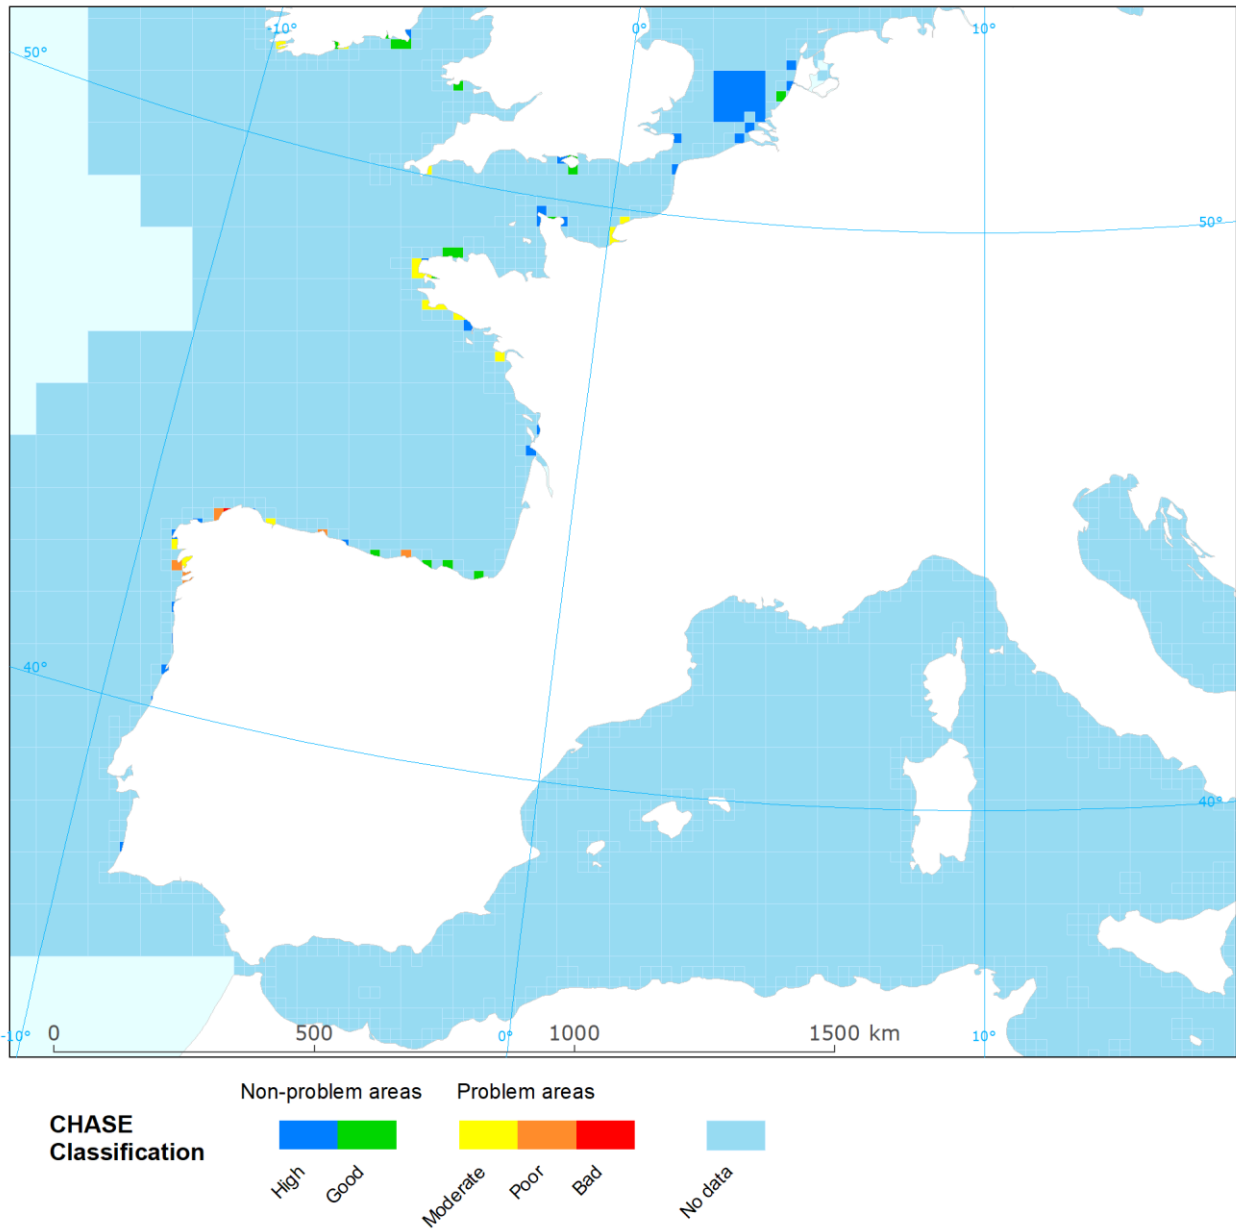 -10°
0°
10°
50°
50°
40°
40°
-10°
0°
10°
0 500 1000 1500 km
Non-problem areas Problem areas
CHASE
Classification
High Good Moderate Poor Bad No data